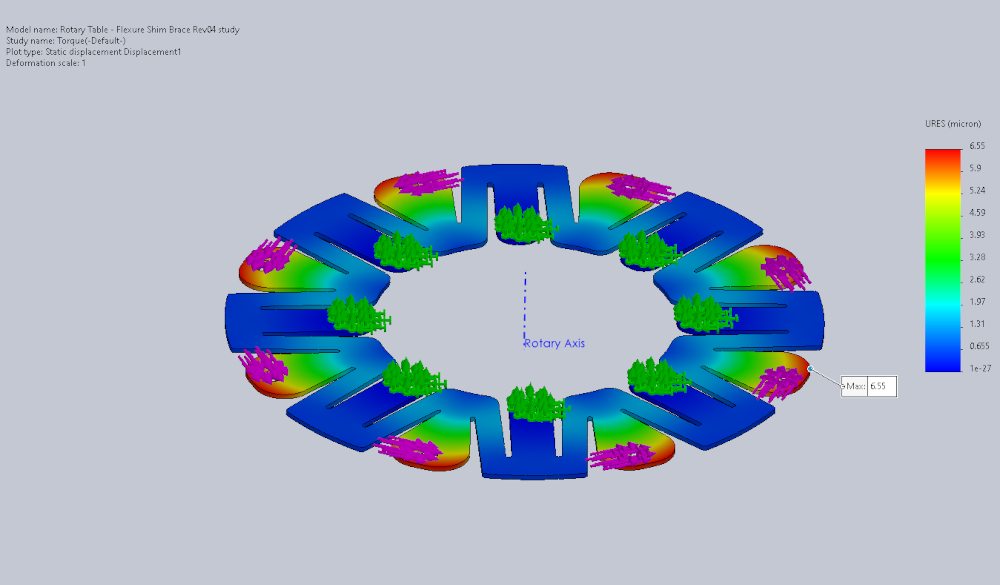 Model name: Rotary Table - Flexure Shim Brace Rev04 study
Study name: Torque(-Default-)
Plot type: Static displacement Displacement1
Deformation scale: 1
URES (micron)
6.55
5.9
5.24
4.59
3.93
3.28
2.62
1.97
1.31
0.655
1e-27
Rotary Axis
Max: 6.55